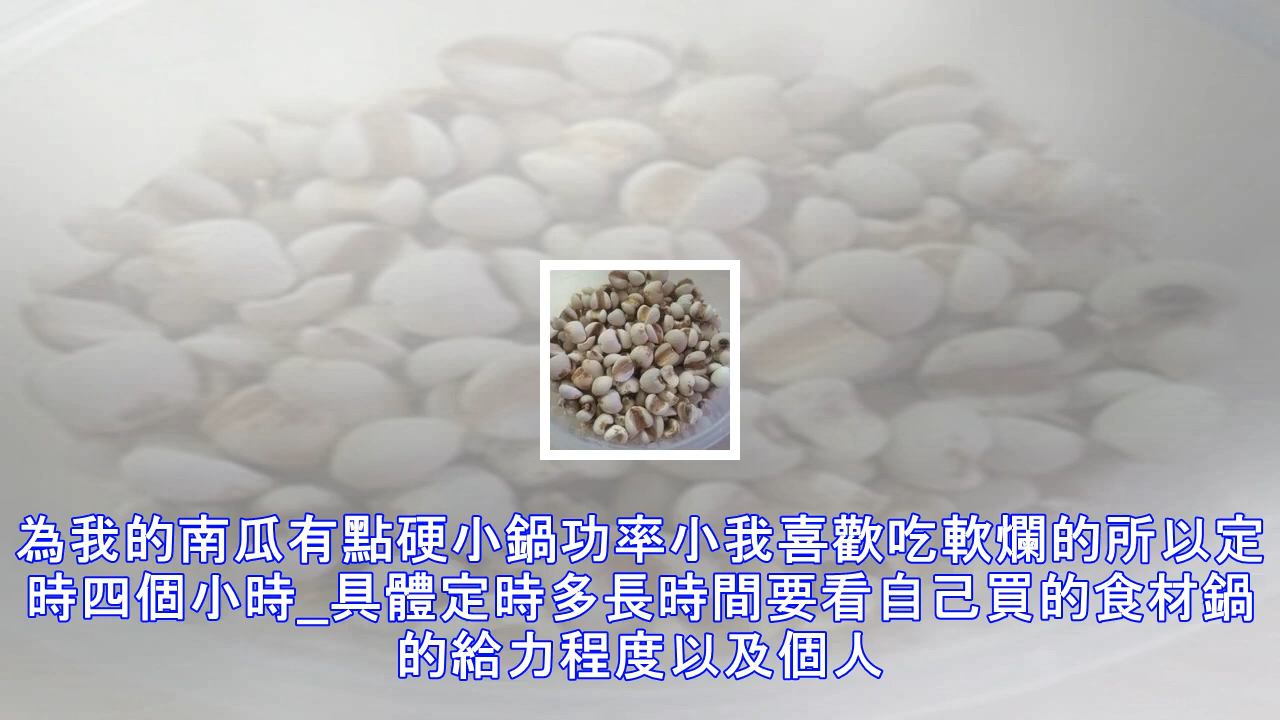 為我的南瓜有點硬小鍋功率小我喜歡吃軟爛的所以定
時四個小時_具體定時多長時間要看自己買的食材鍋
的給力程度以及個人